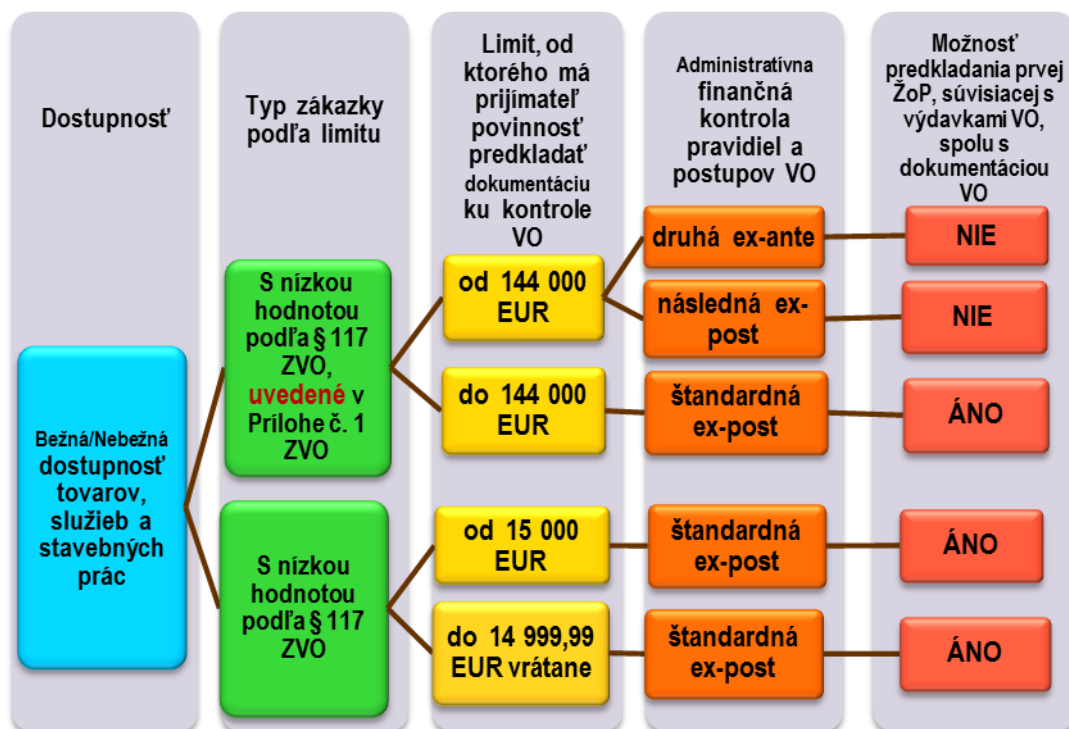 Dostupnosť
Typ zákazky
podľa limitu
Limit, od
ktorého má
prijímateľ
povinnosť
predkladať
dokumentáciu
ku kontrole
VO
Administratívna
finančná
kontrola
pravidiel a
postupov VO
Možnosť
predkladania prvej
ŽoP, súvisiacej s
výdavkami VO,
spolu s
dokumentáciou
VO
Bežná/Nebežná
dostupnosť
tovarov,
služieb a
stavebných
prác
S nízkou
hodnotou
podľa § 117
ZVO,
uvedené v
Prílohe č. 1
ZVO
od 144 000
EUR
druhá ex-ante
NIE
následná ex-
post
NIE
do 144 000
EUR
štandardná
ex-post
ÁNO
S nízkou
hodnotou
podľa § 117
ZVO
od 15 000
EUR
štandardná
ex-post
ÁNO
do 14 999,99
EUR vrátane
štandardná
ex-post
ÁNO